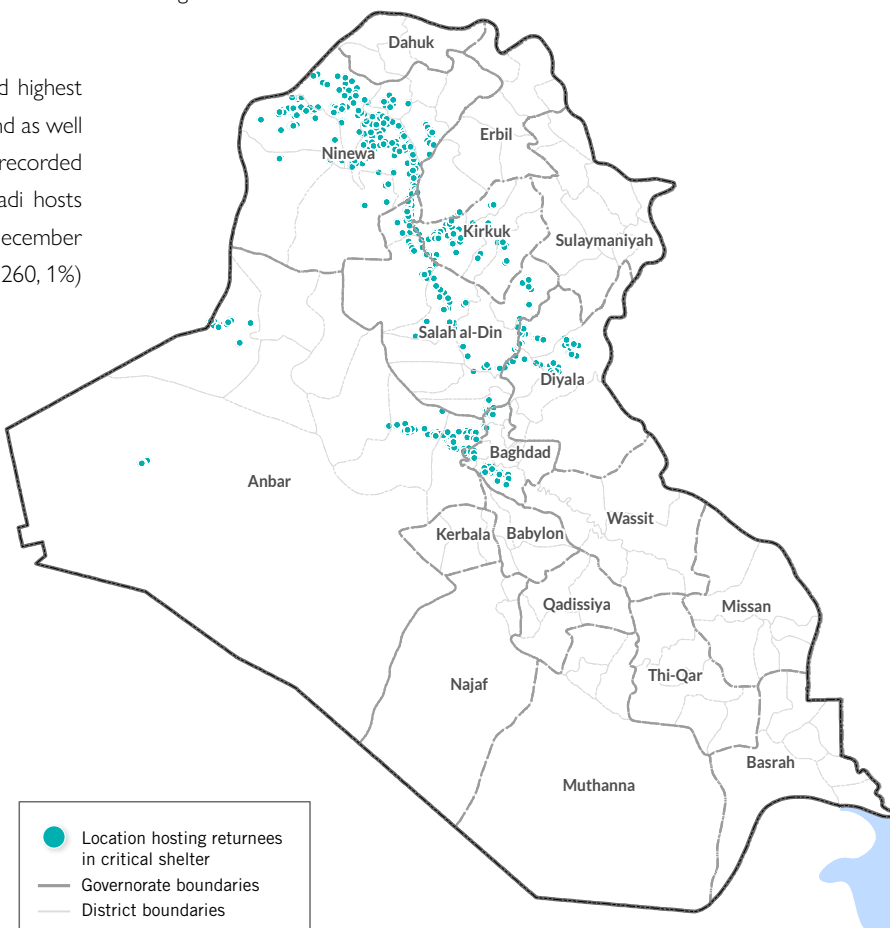 d highest
nd as well
recorded
adi hosts
ecember
260, 1%)
Dahuk
Erbil
Ninewa
Kirkuk
Sulaymaniyah
Salah al-Din
Diyala
Baghdad
Anbar
Wassit
Kerbala
Babylon
Qadissiya
Missan
Najaf
Thi-Qar
Basrah
Muthanna
Location hosting returnees
in critical shelter
Governorate boundaries
District boundaries